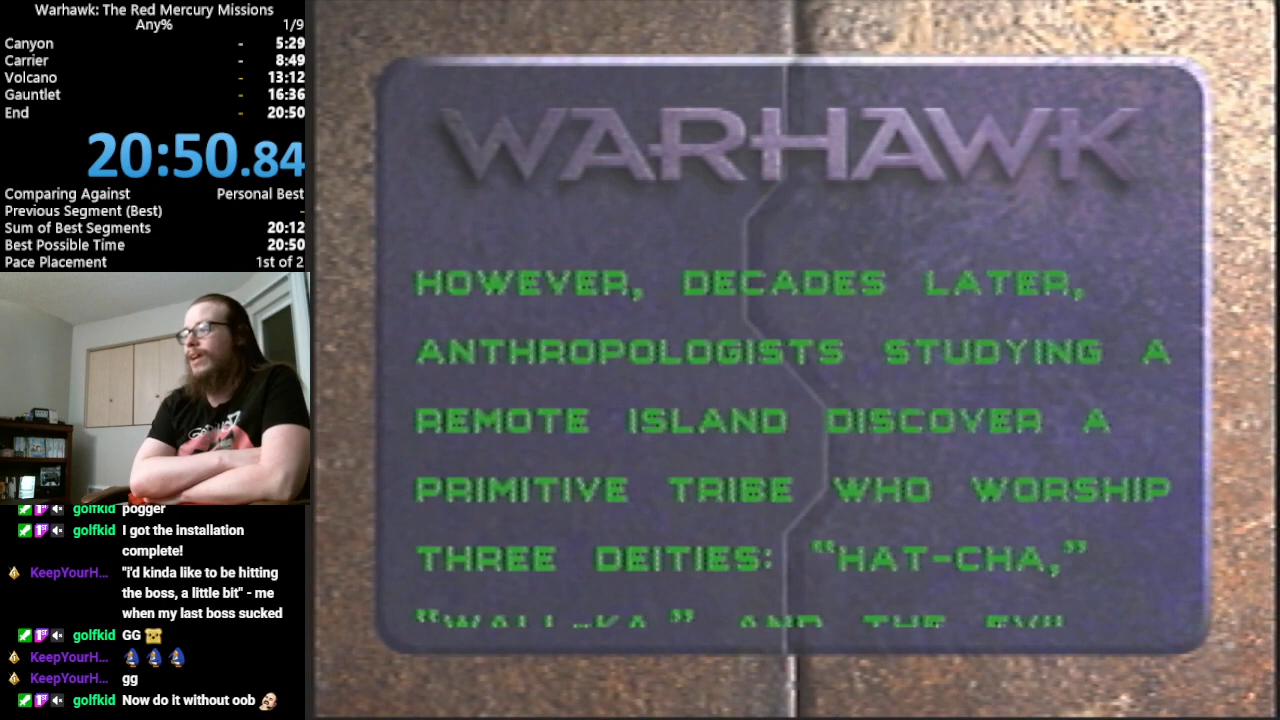 Warhawk: The Red Mercury Missions
Any% 1/9
Canyon - 5:29
Carrier - 8:49
Volcano - 13:12
Gauntlet - 16:36
End - 20:50
20:50.84
Comparing Against Personal Best
Previous Segment (Best) -
Sum of Best Segments 20:12
Best Possible Time 20:50
Pace Placement 1st of 2
golfkid pogger
golfkid I got the installation
complete!
KeepYourH... "i'd kinda like to be hitting
the boss, a little bit" - me
when my last boss sucked
golfkid GG
KeepYourH...
KeepYourH... gg
golfkid Now do it without oob
WARHAWK
HOWEVER, DECADES LATER,
ANTHROPOLOGISTS STUDYING A
REMOTE ISLAND DISCOVER A
PRIMITIVE TRIBE WHO WORSHIP
THREE DEITIES: "HAT-CHA,"
AND THE EVIL